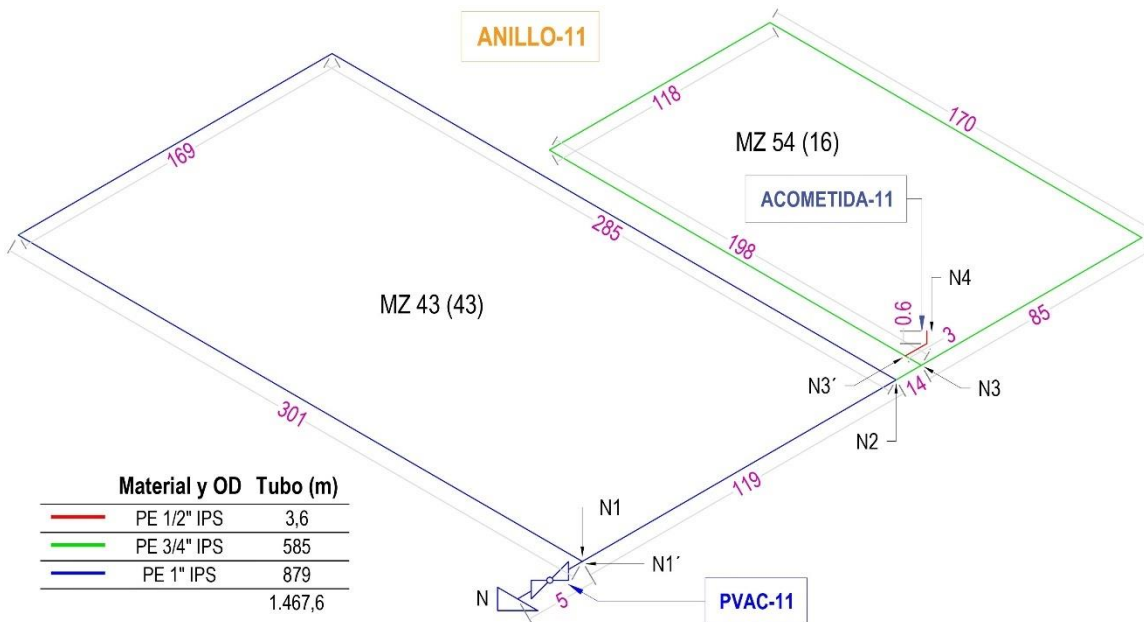 ANILLO-11
118
170
169
MZ 54 (16)
ACOMETIDA-11
285
198
N4
MZ 43 (43)
0.6
85
3
N3´
14
N3
301
N2
119
Material y OD Tubo (m)
PE 1/2" IPS 3,6
PE 3/4" IPS 585
PE 1" IPS 879
1.467,6
N1
N1´
N
5
PVAC-11